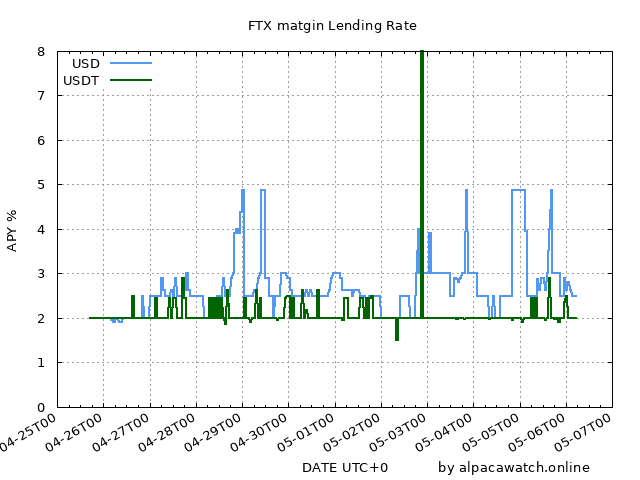 FTX matgin Lending Rate
USD
USDT
APY %
8
7
6
5
4
3
2
1
0
04-25T00
04-26T00
04-27T00
04-28T00
04-29T00
04-30T00
05-01T00
05-02T00
05-03T00
05-04T00
05-05T00
05-06T00
05-07T00
DATE UTC+0
by alpacawatch.online